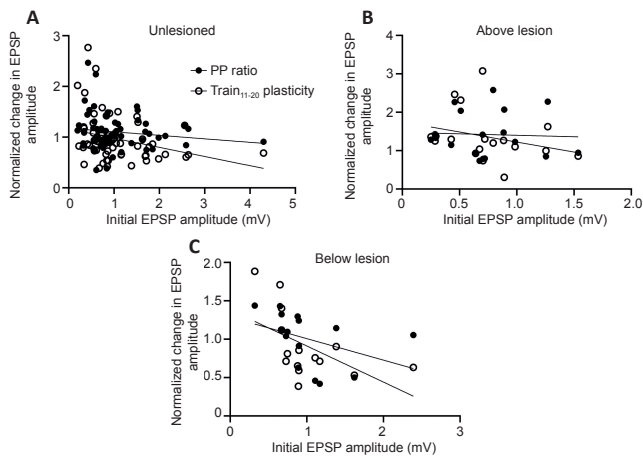 A
Unlesioned
Normalized change in EPSP
amplitude
3
2
1
0
0
1
2
3
4
5
Initial EPSP amplitude (mV)
PP ratio
Train11-20 plasticity
B
Above lesion
Normalized change in EPSP
amplitude
4
3
2
1
0
0.0
0.5
1.0
1.5
2.0
Initial EPSP amplitude (mV)
C
Below lesion
Normalized change in EPSP
amplitude
2.0
1.5
1.0
0.5
0.0
0
1
2
3
Initial EPSP amplitude (mV)